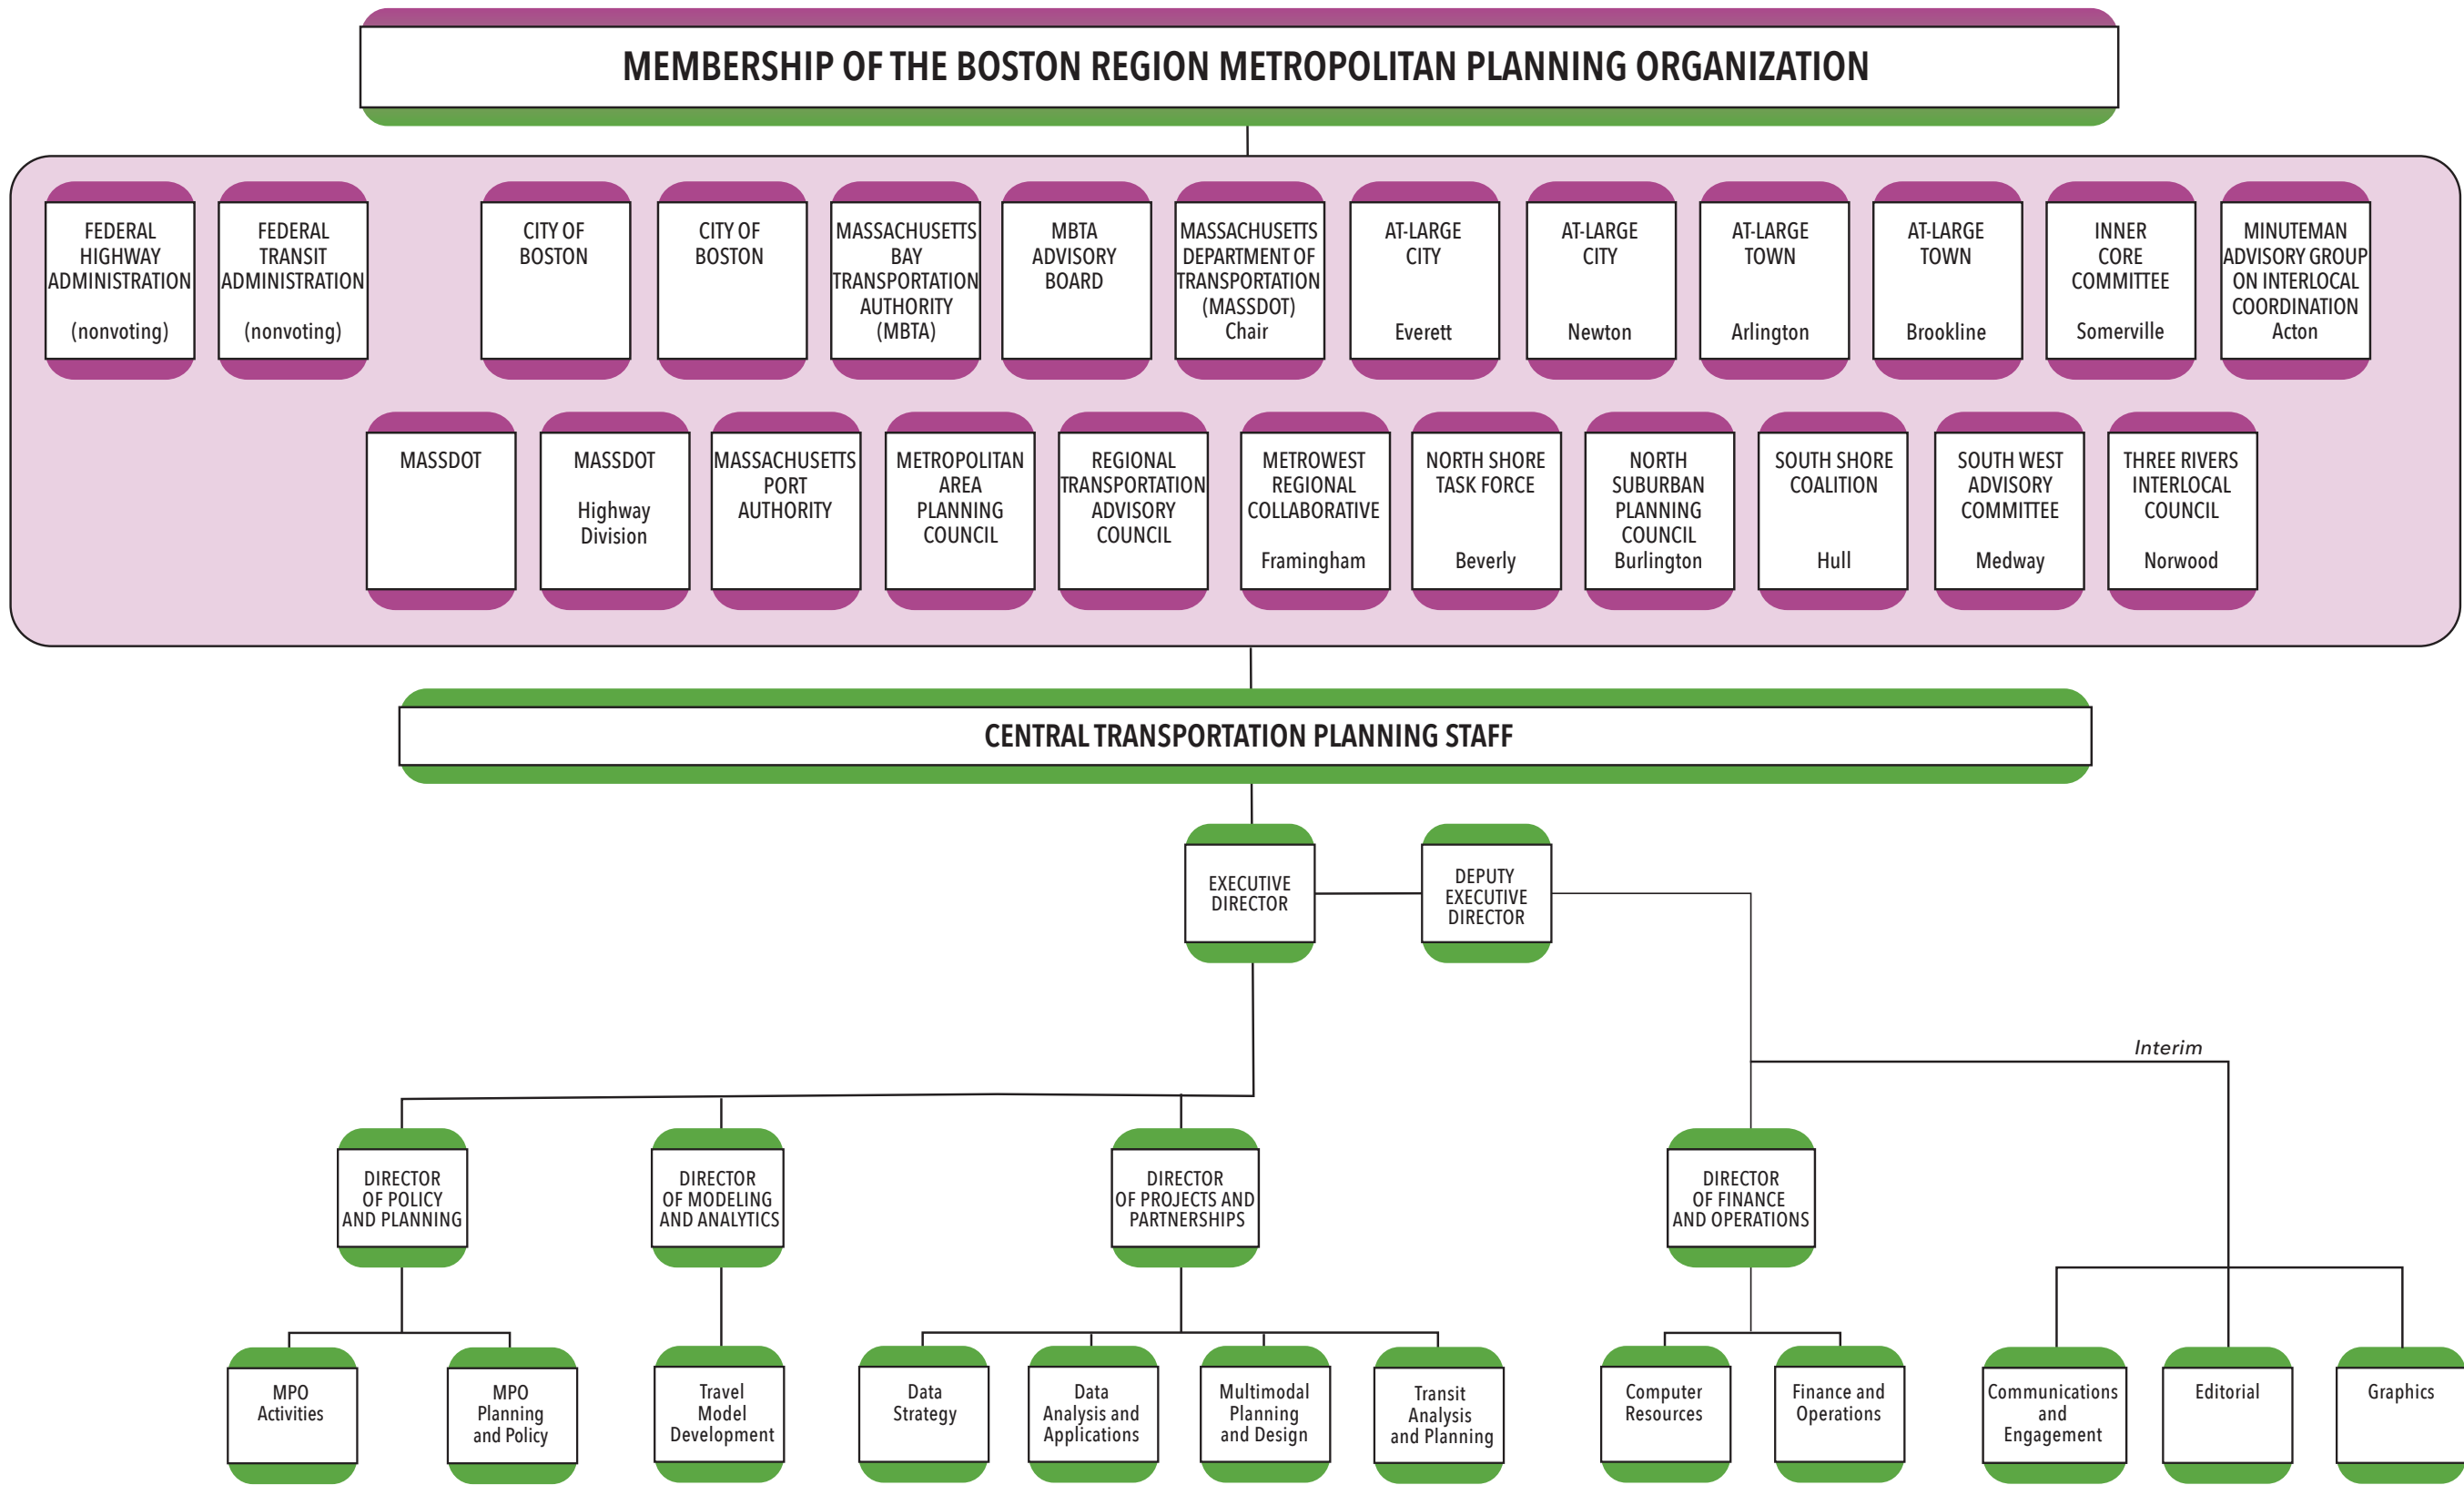 MEMBERSHIP OF THE BOSTON REGION METROPOLITAN PLANNING ORGANIZATION
FEDERAL
HIGHWAY
ADMINISTRATION
(nonvoting)
FEDERAL
TRANSIT
ADMINISTRATION
(nonvoting)
CITY OF
BOSTON
CITY OF
BOSTON
MASSACHUSETTS
BAY
TRANSPORTATION
AUTHORITY
(MBTA)
MBTA
ADVISORY
BOARD
MASSACHUSETTS
DEPARTMENT OF
TRANSPORTATION
(MASSDOT)
Chair
AT-LARGE
CITY
Everett
AT-LARGE
CITY
Newton
AT-LARGE
TOWN
Arlington
AT-LARGE
TOWN
Brookline
INNER
CORE
COMMITTEE
Somerville
MINUTEMAN
ADVISORY GROUP
ON INTERLOCAL
COORDINATION
Acton
MASSDOT
MASSDOT
Highway
Division
MASSACHUSETTS
PORT
AUTHORITY
METROPOLITAN
AREA
PLANNING
COUNCIL
REGIONAL
TRANSPORTATION
ADVISORY
COUNCIL
METROWEST
REGIONAL
COLLABORATIVE
Framingham
NORTH SHORE
TASK FORCE
Beverly
NORTH
SUBURBAN
PLANNING
COUNCIL
Burlington
SOUTH SHORE
COALITION
Hull
SOUTH WEST
ADVISORY
COMMITTEE
Medway
THREE RIVERS
INTERLOCAL
COUNCIL
Norwood
CENTRAL TRANSPORTATION PLANNING STAFF
EXECUTIVE
DIRECTOR
DEPUTY
EXECUTIVE
DIRECTOR
Interim
DIRECTOR
OF POLICY
AND PLANNING
DIRECTOR
OF MODELING
AND ANALYTICS
DIRECTOR
OF PROJECTS AND
PARTNERSHIPS
DIRECTOR
OF FINANCE
AND OPERATIONS
MPO
Activities
MPO
Planning
and Policy
Travel
Model
Development
Data
Strategy
Data
Analysis and
Applications
Multimodal
Planning
and Design
Transit
Analysis
and Planning
Computer
Resources
Finance and
Operations
Communications
and
Engagement
Editorial
Graphics